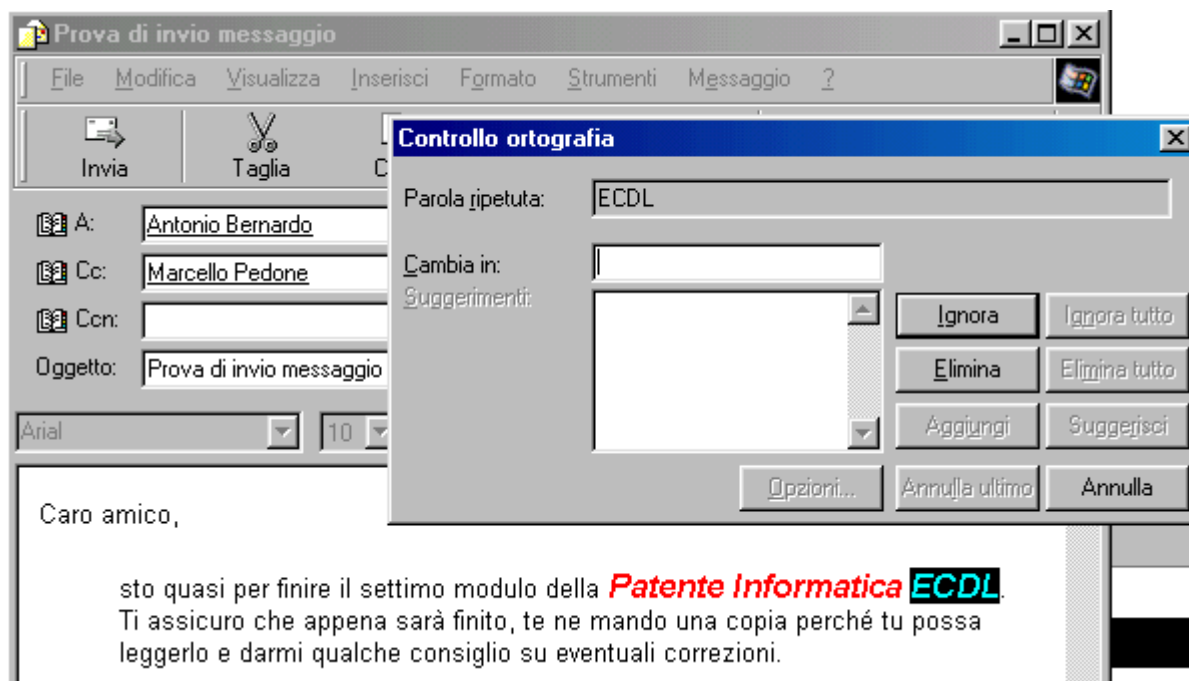 Prova di invio messaggio
File Modifica Visualizza Inserisci Formato Strumenti Messaggio ?
Invia Taglia C
Controllo ortografia
Parola ripetuta: ECDL
Cambia in:
Suggerimenti:
Ignora Ignora tutto
Elimina Elimina tutto
Aggiungi Suggerisci
Opzioni... Annulla ultimo Annulla
A: Antonio Bernardo
Cc: Marcello Pedone
Ccn:
Oggetto: Prova di invio messaggio
Arial 10
Caro amico,
sto quasi per finire il settimo modulo della Patente Informatica ECDL.
Ti assicuro che appena sarà finito, te ne mando una copia perché tu possa
leggerlo e darmi qualche consiglio su eventuali correzioni.